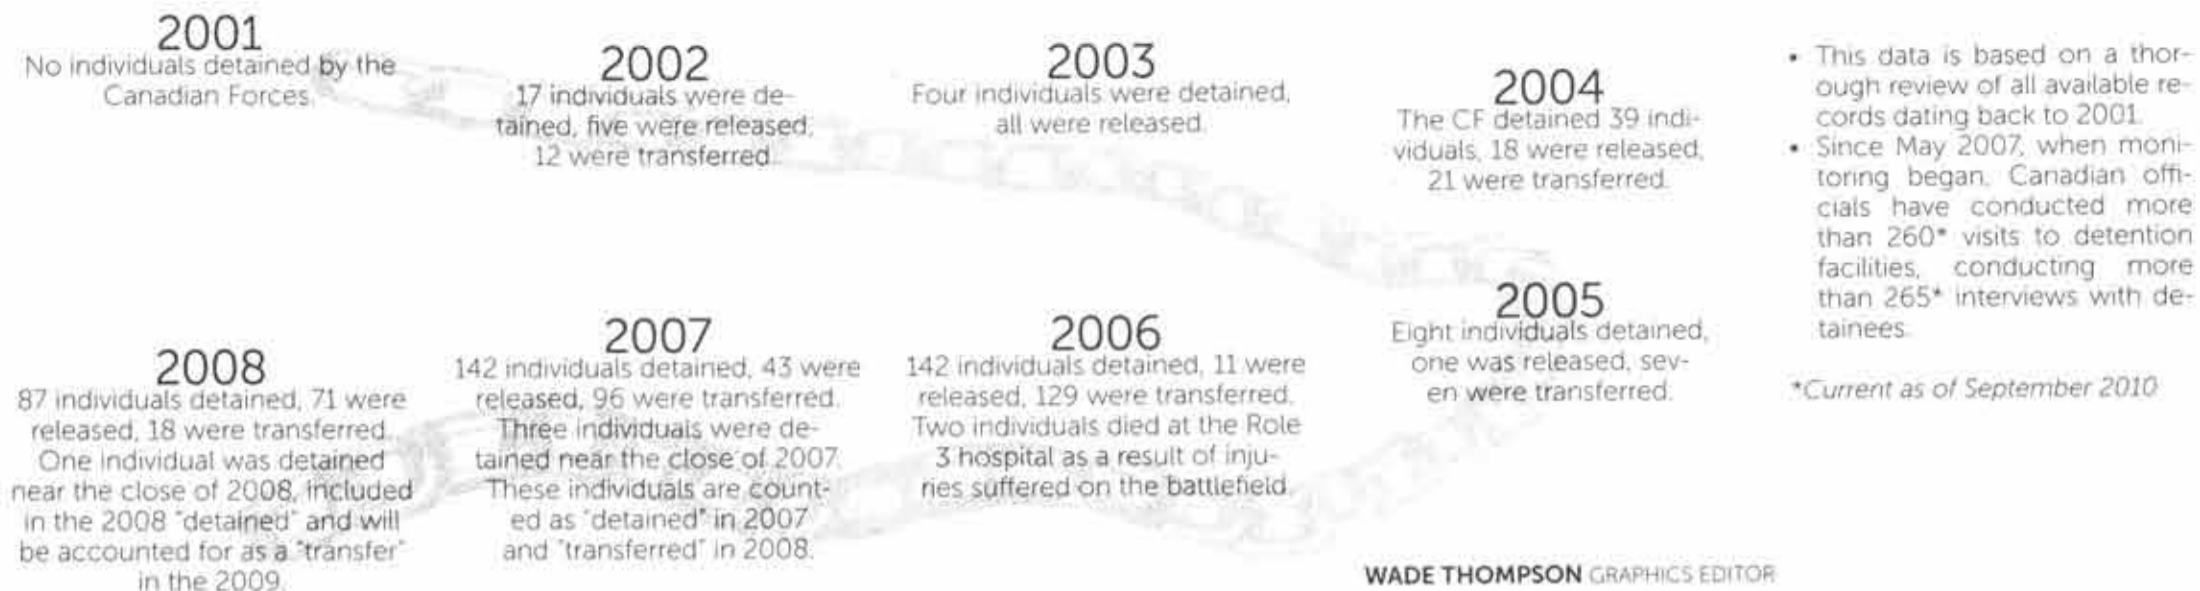 2001
No individuals detained by the
Canadian Forces.
2002
17 individuals were de-
tained, five were released,
12 were transferred.
2003
Four individuals were detained,
all were released.
2004
The CF detained 39 indi-
viduals, 18 were released,
21 were transferred.
2005
Eight individuals detained,
one was released, sev-
en were transferred.
2006
142 individuals detained, 11 were
released, 129 were transferred.
Two individuals died at the Role
3 hospital as a result of inju-
ries suffered on the battlefield.
2007
142 individuals detained, 43 were
released, 96 were transferred.
Three individuals were de-
tained near the close of 2007.
These individuals are count-
ed as "detained" in 2007
and "transferred" in 2008.
2008
87 individuals detained, 71 were
released, 18 were transferred.
One individual was detained
near the close of 2008, included
in the 2008 "detained" and will
be accounted for as a "transfer"
in the 2009.
• This data is based on a thor-
ough review of all available re-
cords dating back to 2001.
• Since May 2007, when moni-
toring began, Canadian offi-
cials have conducted more
than 260* visits to detention
facilities, conducting more
than 265* interviews with de-
tainees.
*Current as of September 2010
WADE THOMPSON GRAPHICS EDITOR